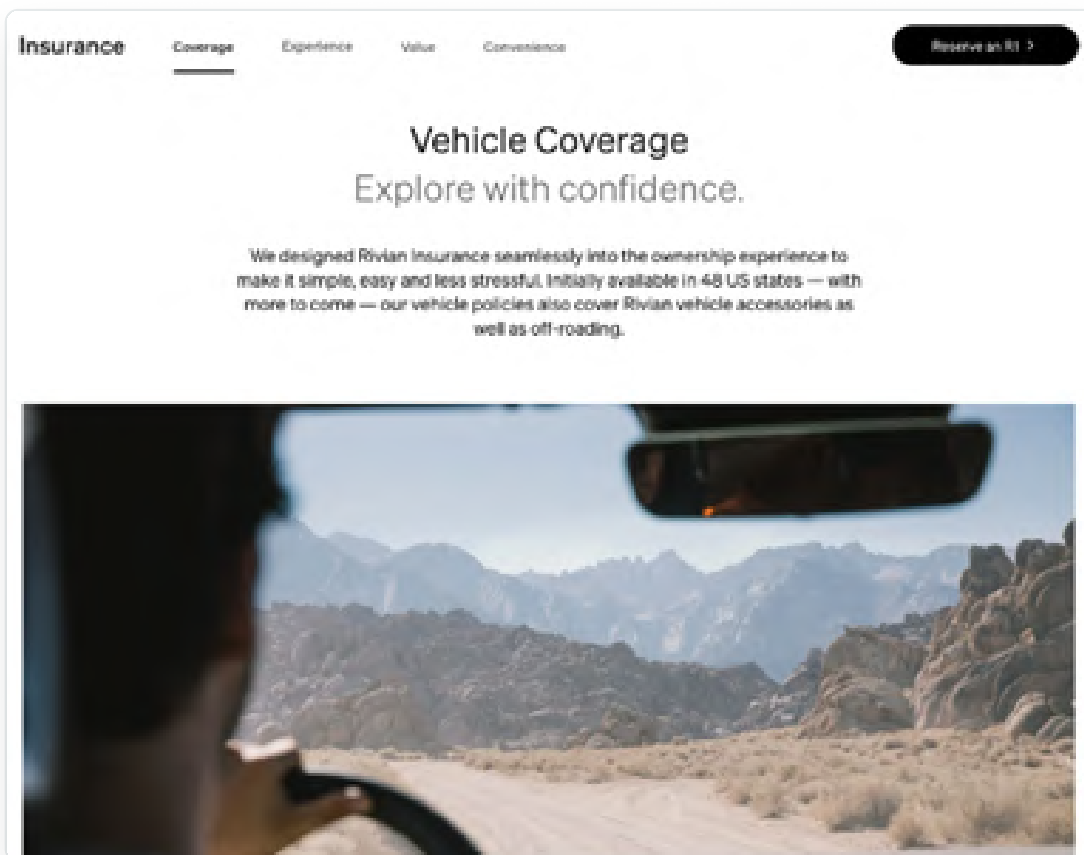 Insurance
Coverage
Experience
Value
Convenience
Reserve an R1 >
Vehicle Coverage
Explore with confidence.
We designed Rivian Insurance seamlessly into the ownership experience to
make it simple, easy and less stressful. Initially available in 48 US states — with
more to come — our vehicle policies also cover Rivian vehicle accessories as
well as off-roading.